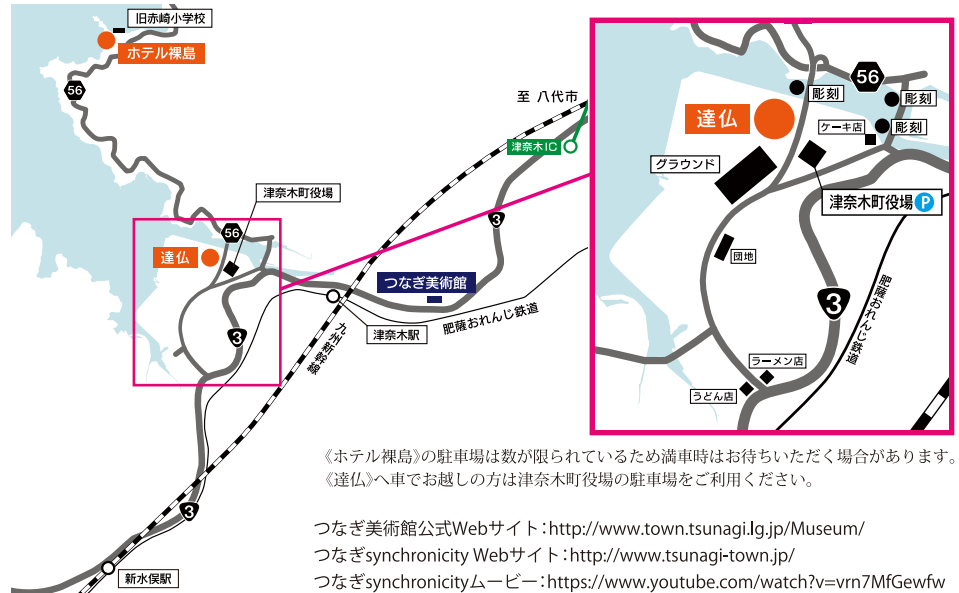 旧赤崎小学校
ホテル裸島
56
至 八代市
津奈木IC
津奈木町役場
3
56
達仏
つなぎ美術館
津奈木駅
肥薩おれんじ鉄道
九州新幹線
3
3
新水俣駅
56
彫刻
彫刻
達仏
ケーキ店
彫刻
グラウンド
津奈木町役場 P
団地
3
肥薩おれんじ鉄道
ラーメン店
うどん店
《ホテル裸島》の駐車場は数が限られているため満車時はお待ちいただく場合があります。
《達仏》へ車でお越しの方は津奈木町役場の駐車場をご利用ください。
つなぎ美術館公式Webサイト：http://www.town.tsunagi.lg.jp/Museum/
つなぎsynchronicity Webサイト：http://www.tsunagi-town.jp/
つなぎsynchronicityムービー：https://www.youtube.com/watch?v=vrn7MfGewfw